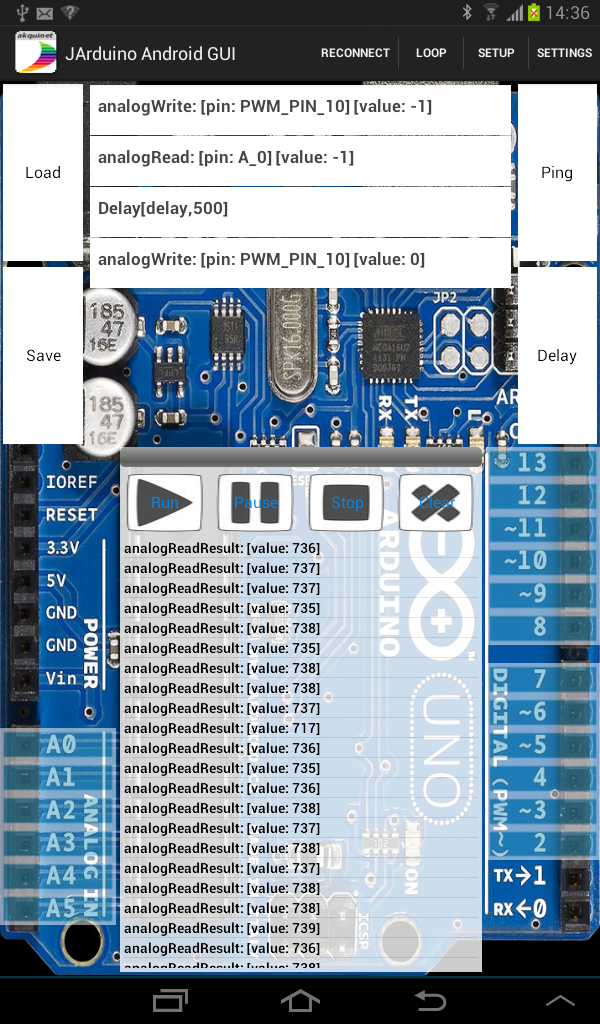 14:36
akquinet
JArduino Android GUI
RECONNECT
LOOP
SETUP
SETTINGS
Load
analogWrite: [pin: PWM_PIN_10] [value: -1]
analogRead: [pin: A_0] [value: -1]
Delay[delay,500]
analogWrite: [pin: PWM_PIN_10] [value: 0]
Ping
Save
Delay
185
47
16E
185
47
16E
SPK16.000G
JP2
RX
TX
L
Run
Pause
Stop
Clear
analogReadResult: [value: 736]
analogReadResult: [value: 737]
analogReadResult: [value: 737]
analogReadResult: [value: 735]
analogReadResult: [value: 738]
analogReadResult: [value: 735]
analogReadResult: [value: 738]
analogReadResult: [value: 738]
analogReadResult: [value: 737]
analogReadResult: [value: 717]
analogReadResult: [value: 736]
analogReadResult: [value: 735]
analogReadResult: [value: 736]
analogReadResult: [value: 738]
analogReadResult: [value: 737]
analogReadResult: [value: 738]
analogReadResult: [value: 737]
analogReadResult: [value: 738]
analogReadResult: [value: 738]
analogReadResult: [value: 739]
analogReadResult: [value: 736]
analogReadResult: [value: 738]
IOREF
RESET
3.3V
5V
GND
GND
Vin
POWER
A0
A1
A2
A3
A4
A5
ANALOG IN
ARDUINO
UNO
TM
ON
ICSP
13
12
~11
~10
~9
8
7
~6
~5
4
~3
2
TX→1
RX←0
DIGITAL (PWM~)